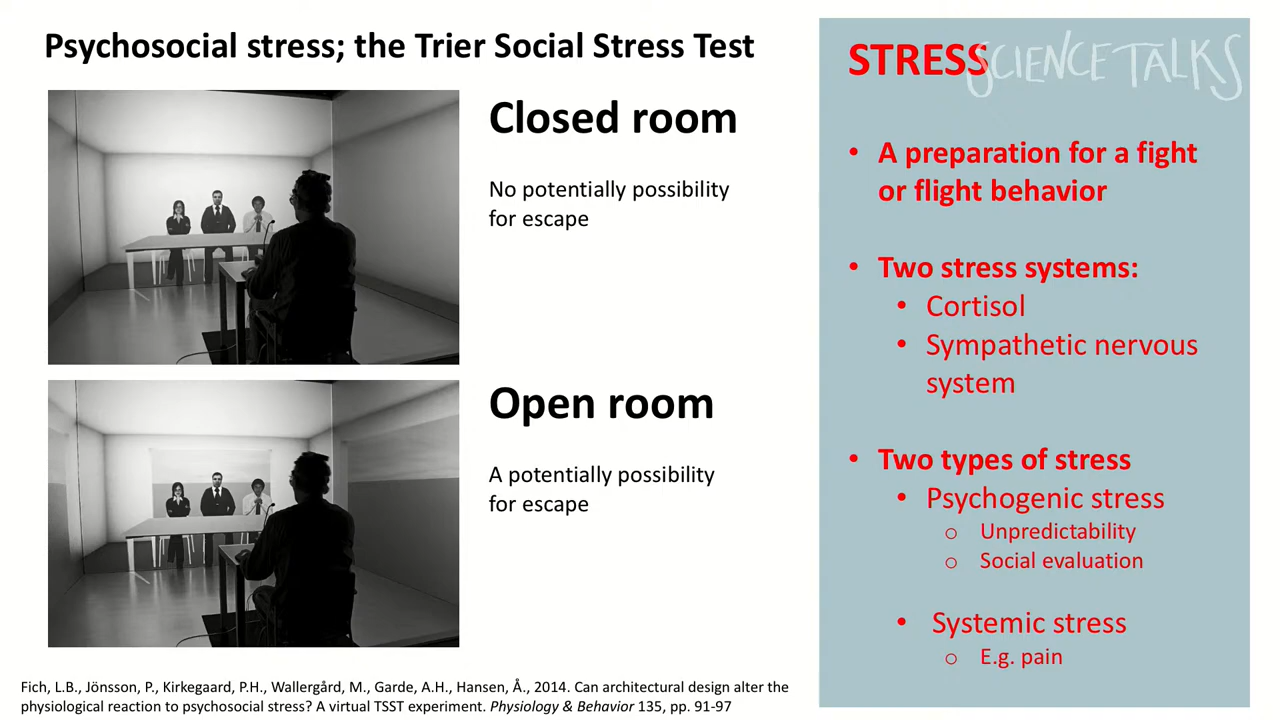 Psychosocial stress; the Trier Social Stress Test
Closed room
No potentially possibility
for escape
Open room
A potentially possibility
for escape
Fich, L.B., Jönsson, P., Kirkegaard, P.H., Wallergård, M., Garde, A.H., Hansen, Å., 2014. Can architectural design alter the
physiological reaction to psychosocial stress? A virtual TSST experiment. Physiology & Behavior 135, pp. 91-97
STRESS
SCIENCE TALKS
• A preparation for a fight
or flight behavior
• Two stress systems:
• Cortisol
• Sympathetic nervous
system
• Two types of stress
• Psychogenic stress
o Unpredictability
o Social evaluation
• Systemic stress
o E.g. pain